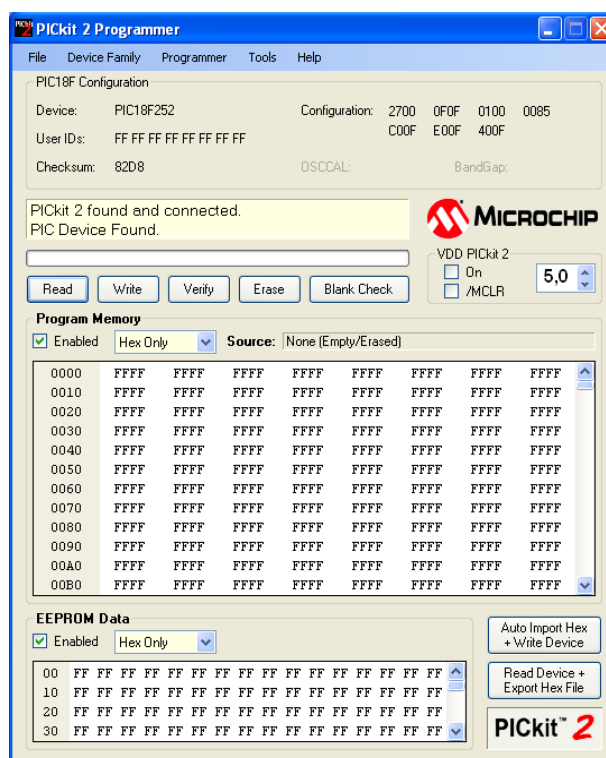 PICkit 2 Programmer
File Device Family Programmer Tools Help
PIC18F Configuration
Device: PIC18F252 Configuration: 2700 0F0F 0100 0085
C00F E00F 400F
User IDs: FF FF FF FF FF FF FF FF
Checksum: 82D8 OSCCAL: BandGap:
PICkit 2 found and connected.
PIC Device Found.
MICROCHIP
VDD PICkit 2
On
/MCLR
5,0
Read Write Verify Erase Blank Check
Program Memory
Enabled Hex Only Source: None (Empty/Erased)
0000 FFFF FFFF FFFF FFFF FFFF FFFF FFFF FFFF
0010 FFFF FFFF FFFF FFFF FFFF FFFF FFFF FFFF
0020 FFFF FFFF FFFF FFFF FFFF FFFF FFFF FFFF
0030 FFFF FFFF FFFF FFFF FFFF FFFF FFFF FFFF
0040 FFFF FFFF FFFF FFFF FFFF FFFF FFFF FFFF
0050 FFFF FFFF FFFF FFFF FFFF FFFF FFFF FFFF
0060 FFFF FFFF FFFF FFFF FFFF FFFF FFFF FFFF
0070 FFFF FFFF FFFF FFFF FFFF FFFF FFFF FFFF
0080 FFFF FFFF FFFF FFFF FFFF FFFF FFFF FFFF
0090 FFFF FFFF FFFF FFFF FFFF FFFF FFFF FFFF
00A0 FFFF FFFF FFFF FFFF FFFF FFFF FFFF FFFF
00B0 FFFF FFFF FFFF FFFF FFFF FFFF FFFF FFFF
EEPROM Data
Enabled Hex Only
00 FF FF FF FF FF FF FF FF FF FF FF FF FF FF FF FF
10 FF FF FF FF FF FF FF FF FF FF FF FF FF FF FF FF
20 FF FF FF FF FF FF FF FF FF FF FF FF FF FF FF FF
30 FF FF FF FF FF FF FF FF FF FF FF FF FF FF FF FF
Auto Import Hex
+ Write Device
Read Device +
Export Hex File
PICkit™ 2